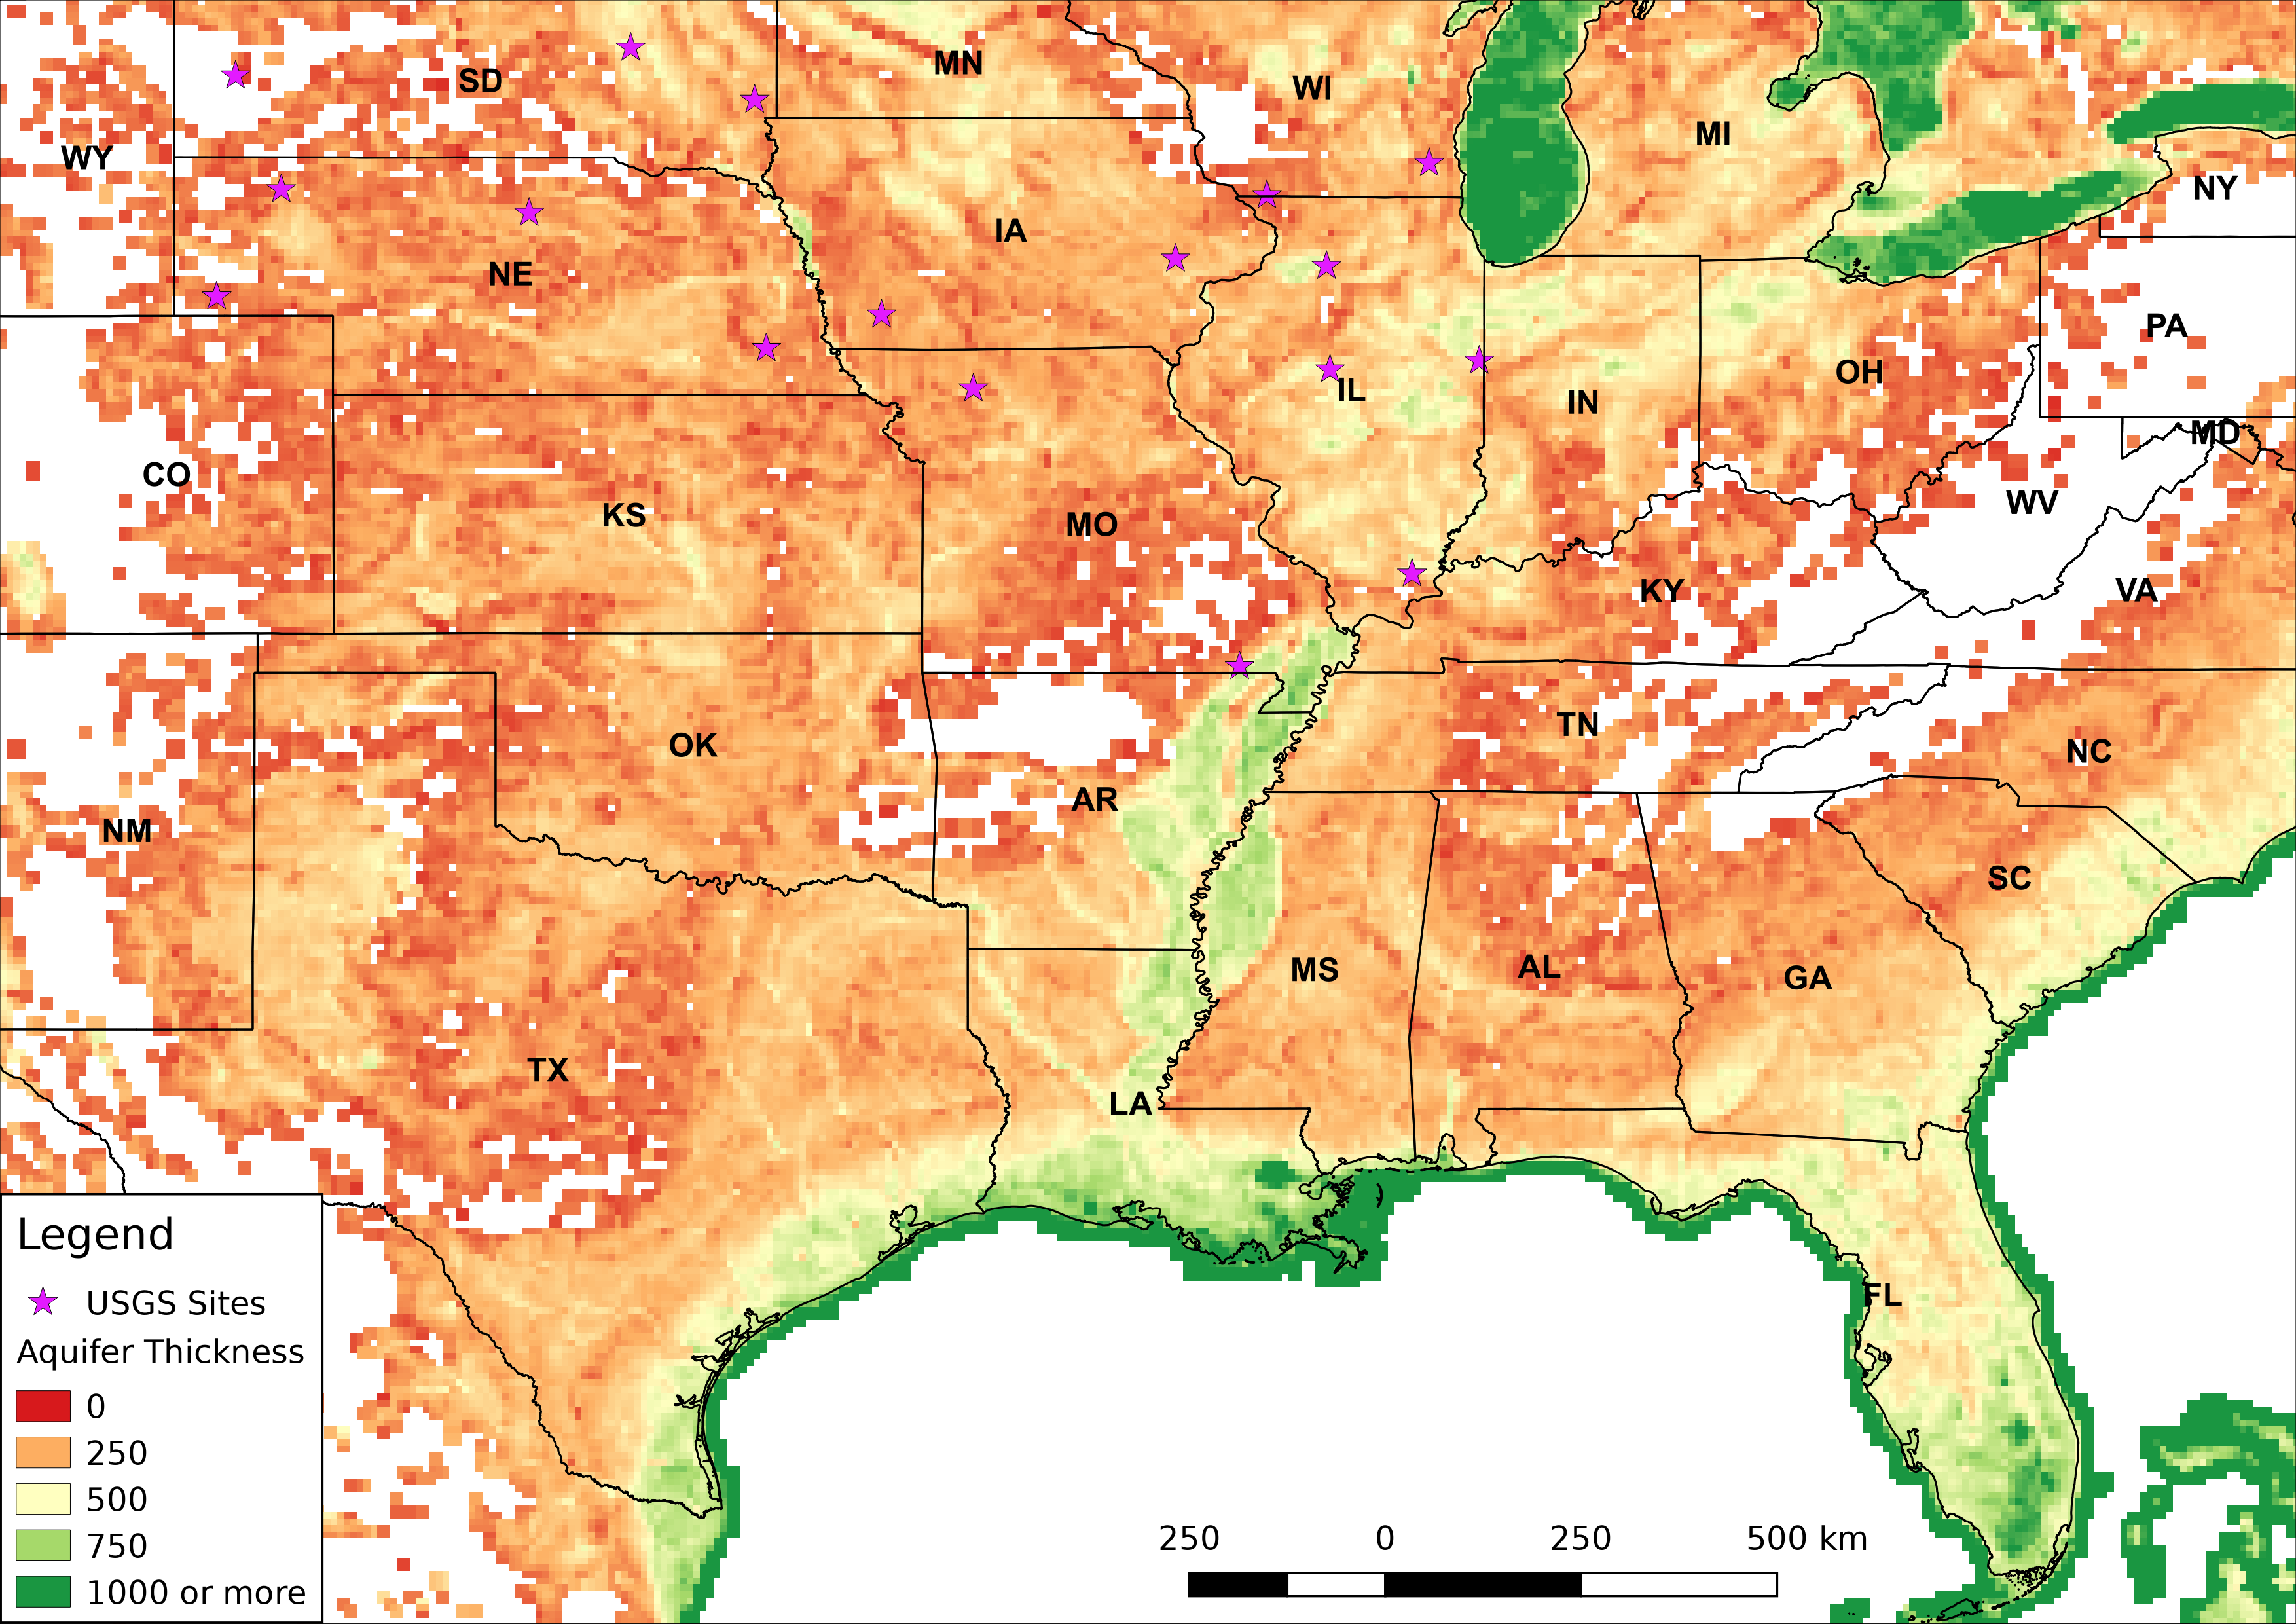 MN
SD
WI
MI
WY
NY
IA
NE
PA
OH
IL
IN
MD
CO
WV
KS
MO
KY
VA
TN
OK
NC
AR
NM
SC
MS
AL
GA
TX
LA
FL
Legend
USGS Sites
Aquifer Thickness
0
250
500
750
1000 or more
250 0 250 500 km